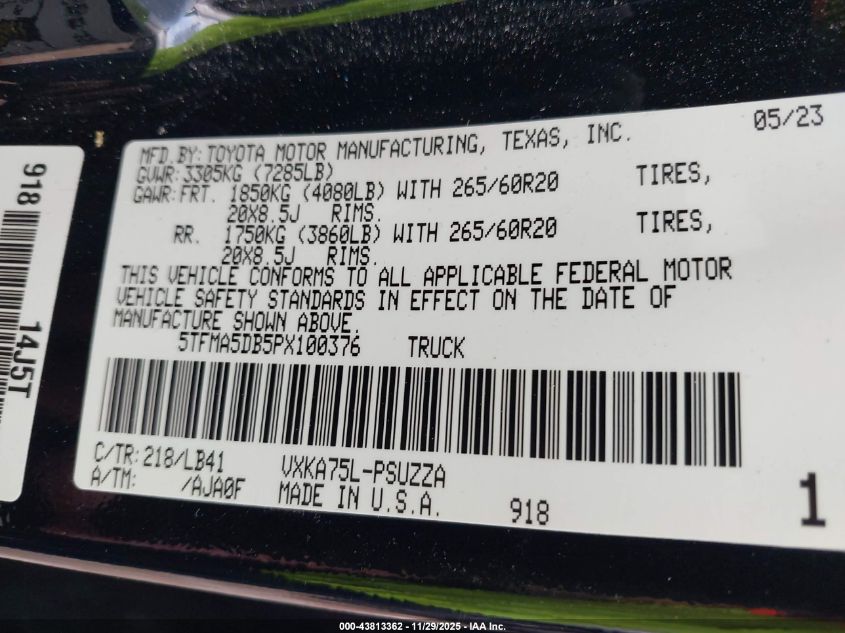 918
14J5T
05/23
MFD.BY:TOYOTA MOTOR MANUFACTURING, TEXAS, INC.
GVWR:3305KG (7285LB)
GAWR:FRT. 1850KG (4080LB) WITH 265/60R20 TIRES,
20X8.5J RIMS.
RR. 1750KG (3860LB) WITH 265/60R20 TIRES,
20X8.5J RIMS.
THIS VEHICLE CONFORMS TO ALL APPLICABLE FEDERAL MOTOR
VEHICLE SAFETY STANDARDS IN EFFECT ON THE DATE OF
MANUFACTURE SHOWN ABOVE.
5TFMA5DB5PX100376 TRUCK
C/TR:218/LB41 VXKA75L-PSUZZA
A/TM: /AJA0F MADE IN U.S.A. 918 1
000-43813362 - 11/29/2025 - IAA Inc.